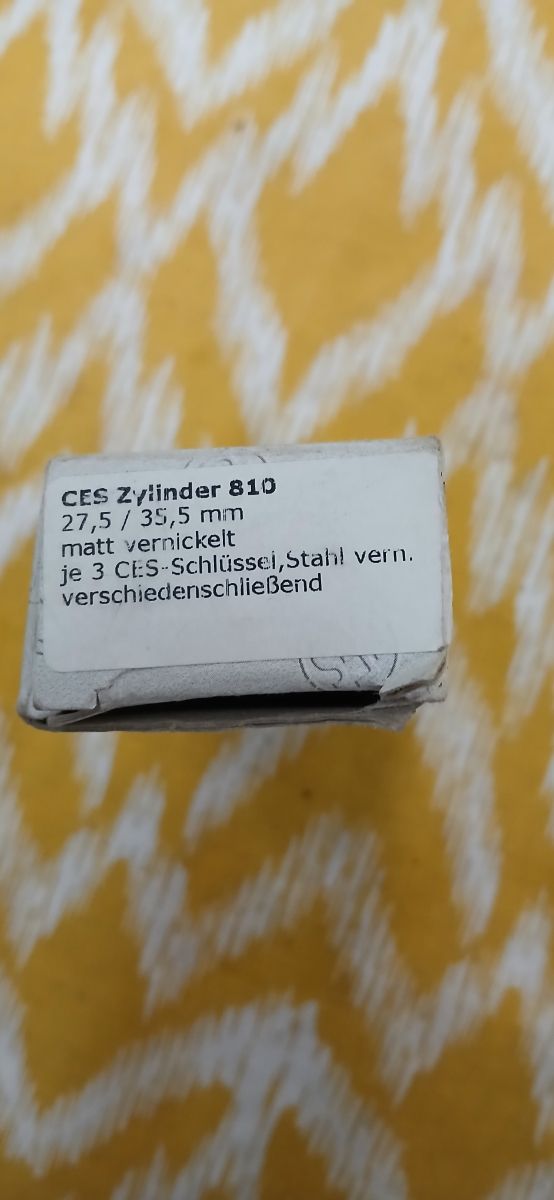 CES Zylinder 810
27,5 / 35,5 mm
matt vernickelt
je 3 CES-Schlüssel,Stahl vern.
verschiedenschließend